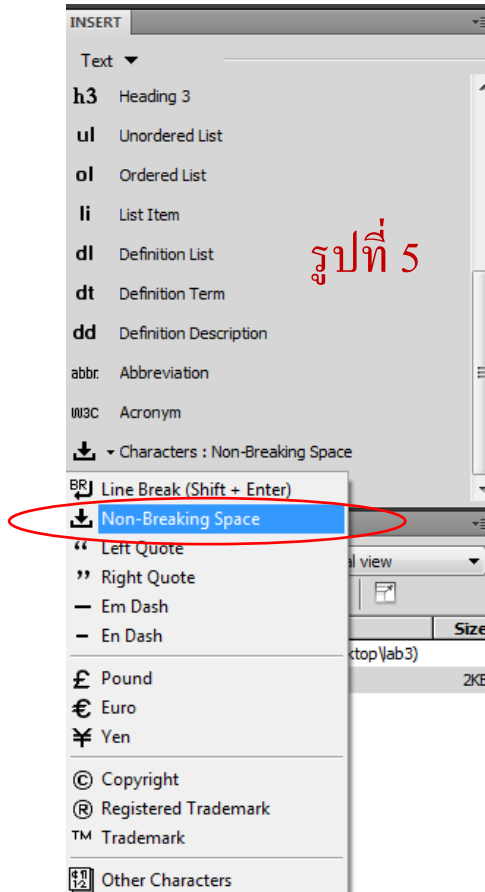 INSERT
Text
h3 Heading 3
ul Unordered List
ol Ordered List
li List Item
dl Definition List
รูปที่ 5
dt Definition Term
dd Definition Description
abbr. Abbreviation
W3C Acronym
Characters : Non-Breaking Space
BR Line Break (Shift + Enter)
Non-Breaking Space
“ Left Quote
al view
” Right Quote
— Em Dash
Size
– En Dash
ktop\lab3)
£ Pound
2KB
€ Euro
¥ Yen
© Copyright
® Registered Trademark
TM Trademark
Other Characters